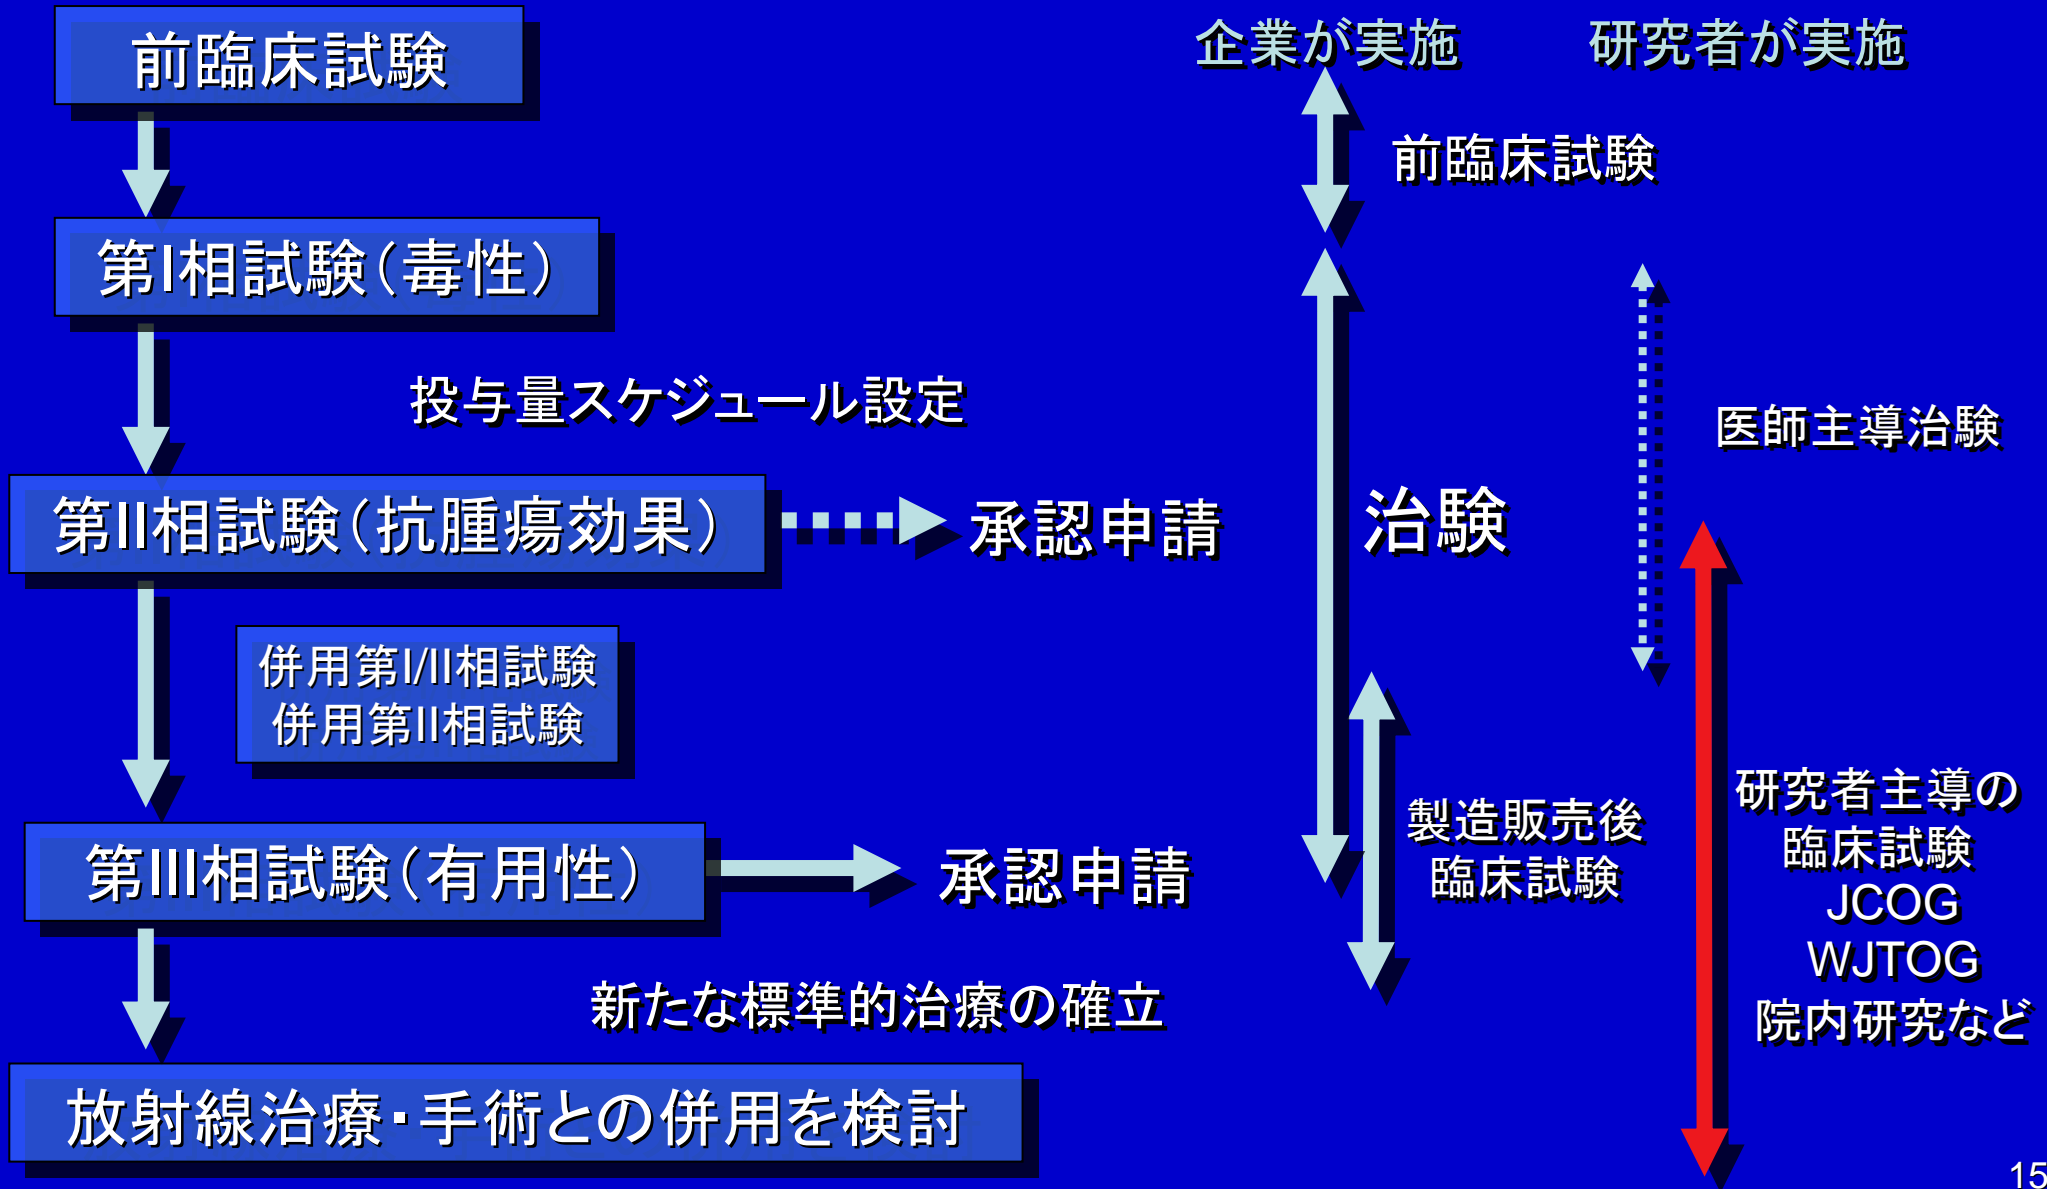 前臨床試験
第I相試験(毒性)
投与量スケジュール設定
第II相試験(抗腫瘍効果)
承認申請
併用第I/II相試験
併用第II相試験
第III相試験(有用性)
承認申請
新たな標準的治療の確立
放射線治療・手術との併用を検討
企業が実施
前臨床試験
治験
製造販売後
臨床試験
研究者が実施
医師主導治験
研究者主導の
臨床試験
JCOG
WJTOG
院内研究など
15